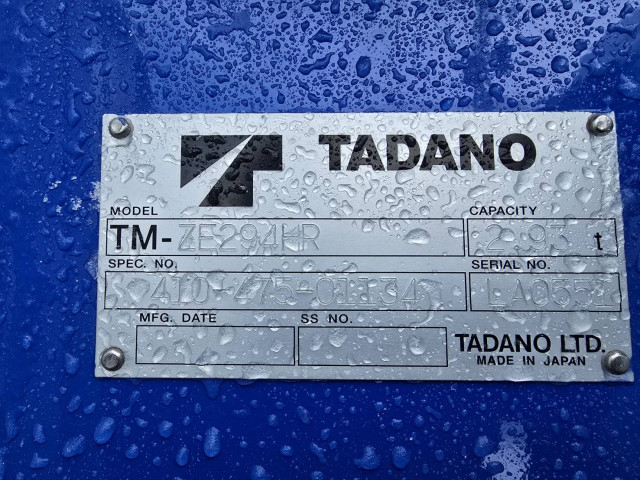 TADANO
MODEL CAPACITY
TM-ZE294HR 2.93 t
SPEC. NO. SERIAL NO.
MFG. DATE SS NO.
TADANO LTD.
MADE IN JAPAN